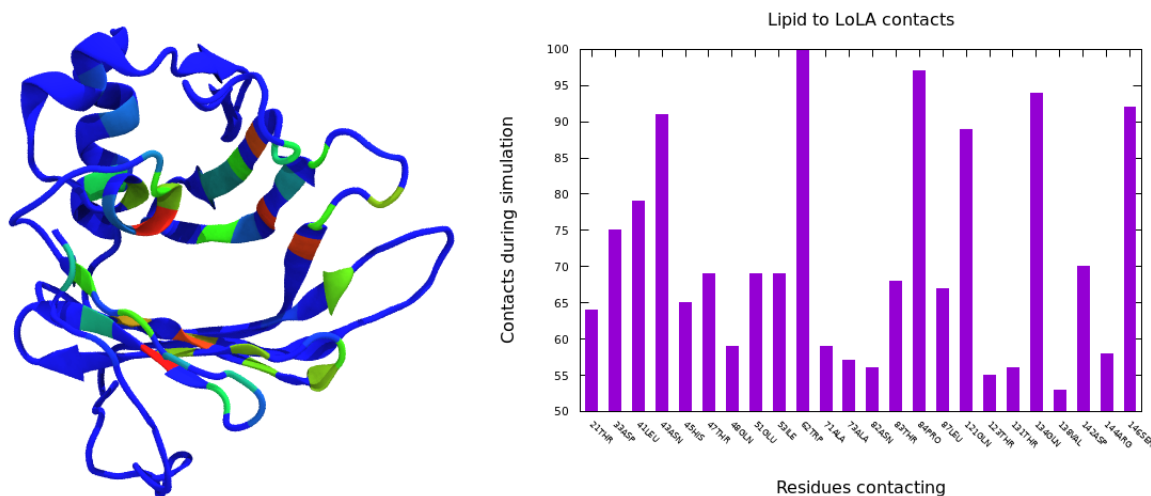 Lipid to LoLA contacts
Contacts during simulation
100
95
90
85
80
75
70
65
60
55
50
21THR
33ASP
41LEU
43ASN
45HIS
47THR
48GLN
51GLU
53ILE
62TRP
71ALA
73ALA
82ASN
83THR
84PRO
87LEU
121GLN
123THR
131THR
134GLN
138VAL
142ASP
144ARG
146SER
Residues contacting